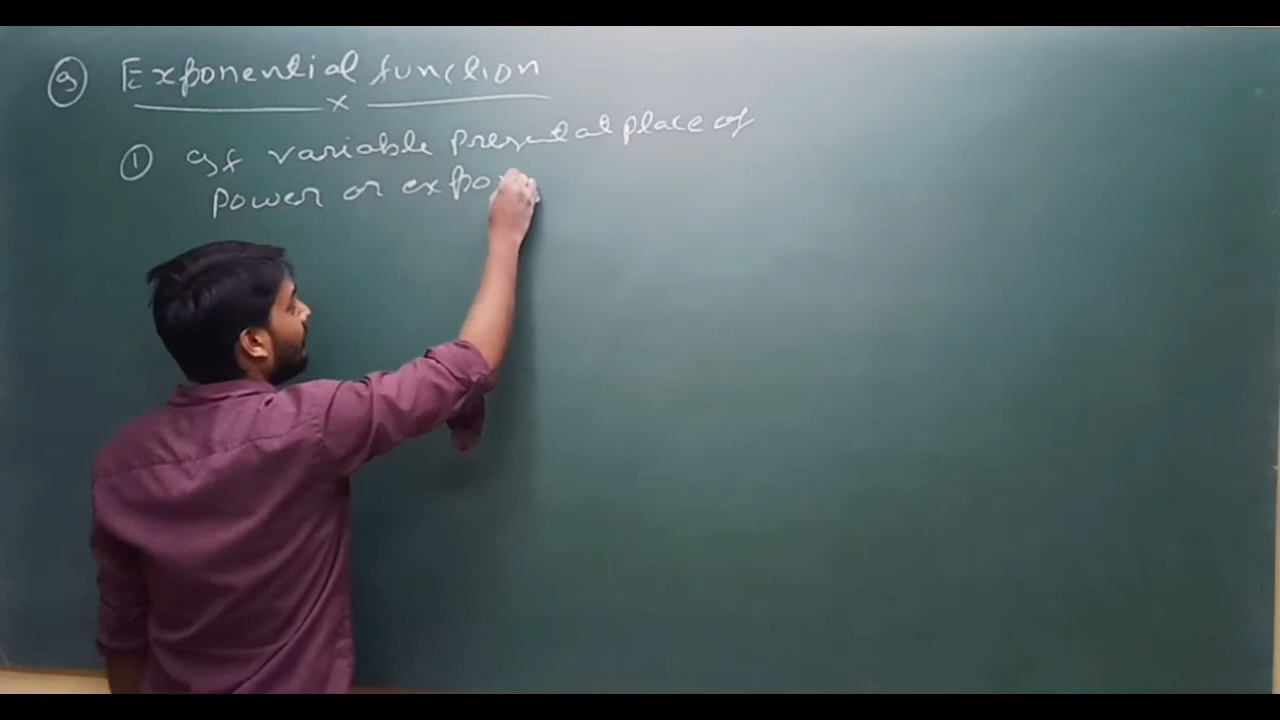 9 Exponential function
x
1 If variable present at place of
power or expo